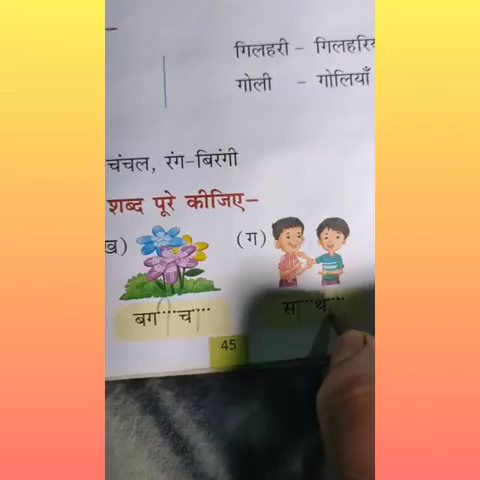 गिलहरी – गिलहरिय
गोली – गोलियाँ
चंचल, रंग-बिरंगी
शब्द पूरे कीजिए–
ख) (ग)
बग....च.... सा....थ....
45